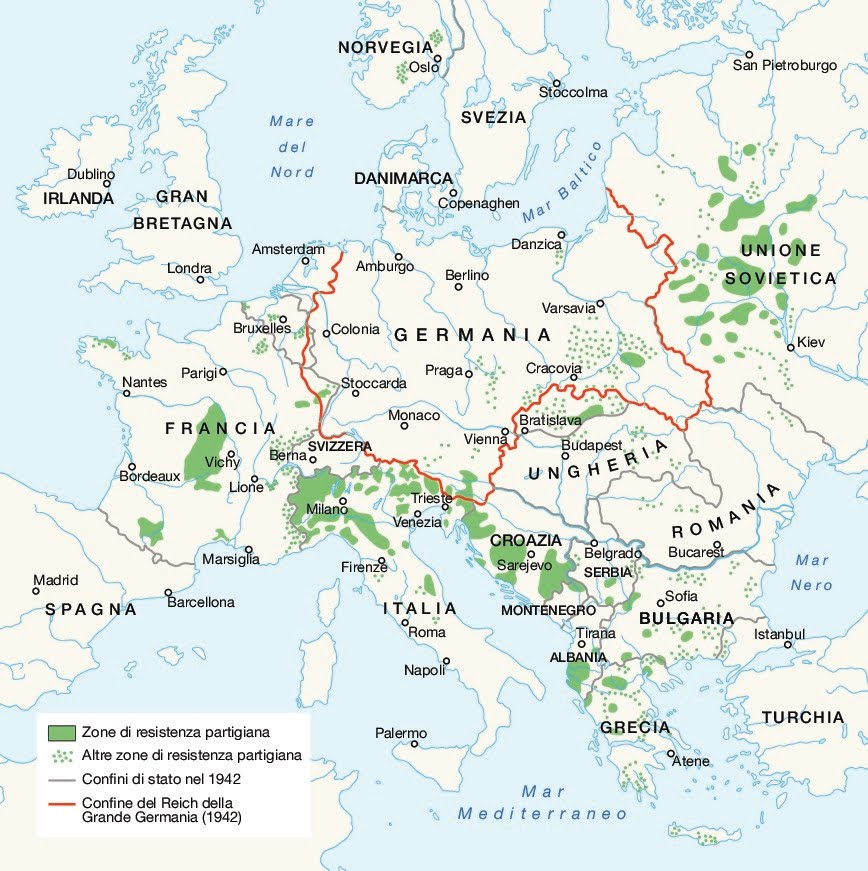 NORVEGIA
Oslo
San Pietroburgo
Stoccolma
SVEZIA
Mare
del
Nord
Mar Baltico
Dublino
IRLANDA
GRAN
BRETAGNA
DANIMARCA
Copenaghen
Londra
Amsterdam
Amburgo
Berlino
Danzica
UNIONE
SOVIETICA
Varsavia
Bruxelles
Colonia
GERMANIA
Kiev
Parigi
Nantes
Stoccarda
Praga
Cracovia
Monaco
Vienna
Bratislava
FRANCIA
Vichy
Berna
SVIZZERA
Budapest
UNGHERIA
Bordeaux
Lione
Milano
Trieste
Venezia
ROMANIA
Marsiglia
Firenze
CROAZIA
Sarejevo
Belgrado
SERBIA
Bucarest
Mar
Nero
Madrid
SPAGNA
Barcellona
ITALIA
Roma
MONTENEGRO
Sofia
BULGARIA
Tirana
ALBANIA
Istanbul
Napoli
Palermo
GRECIA
Atene
TURCHIA
Mar
Mediterraneo
Zone di resistenza partigiana
Altre zone di resistenza partigiana
Confini di stato nel 1942
Confine del Reich della
Grande Germania (1942)